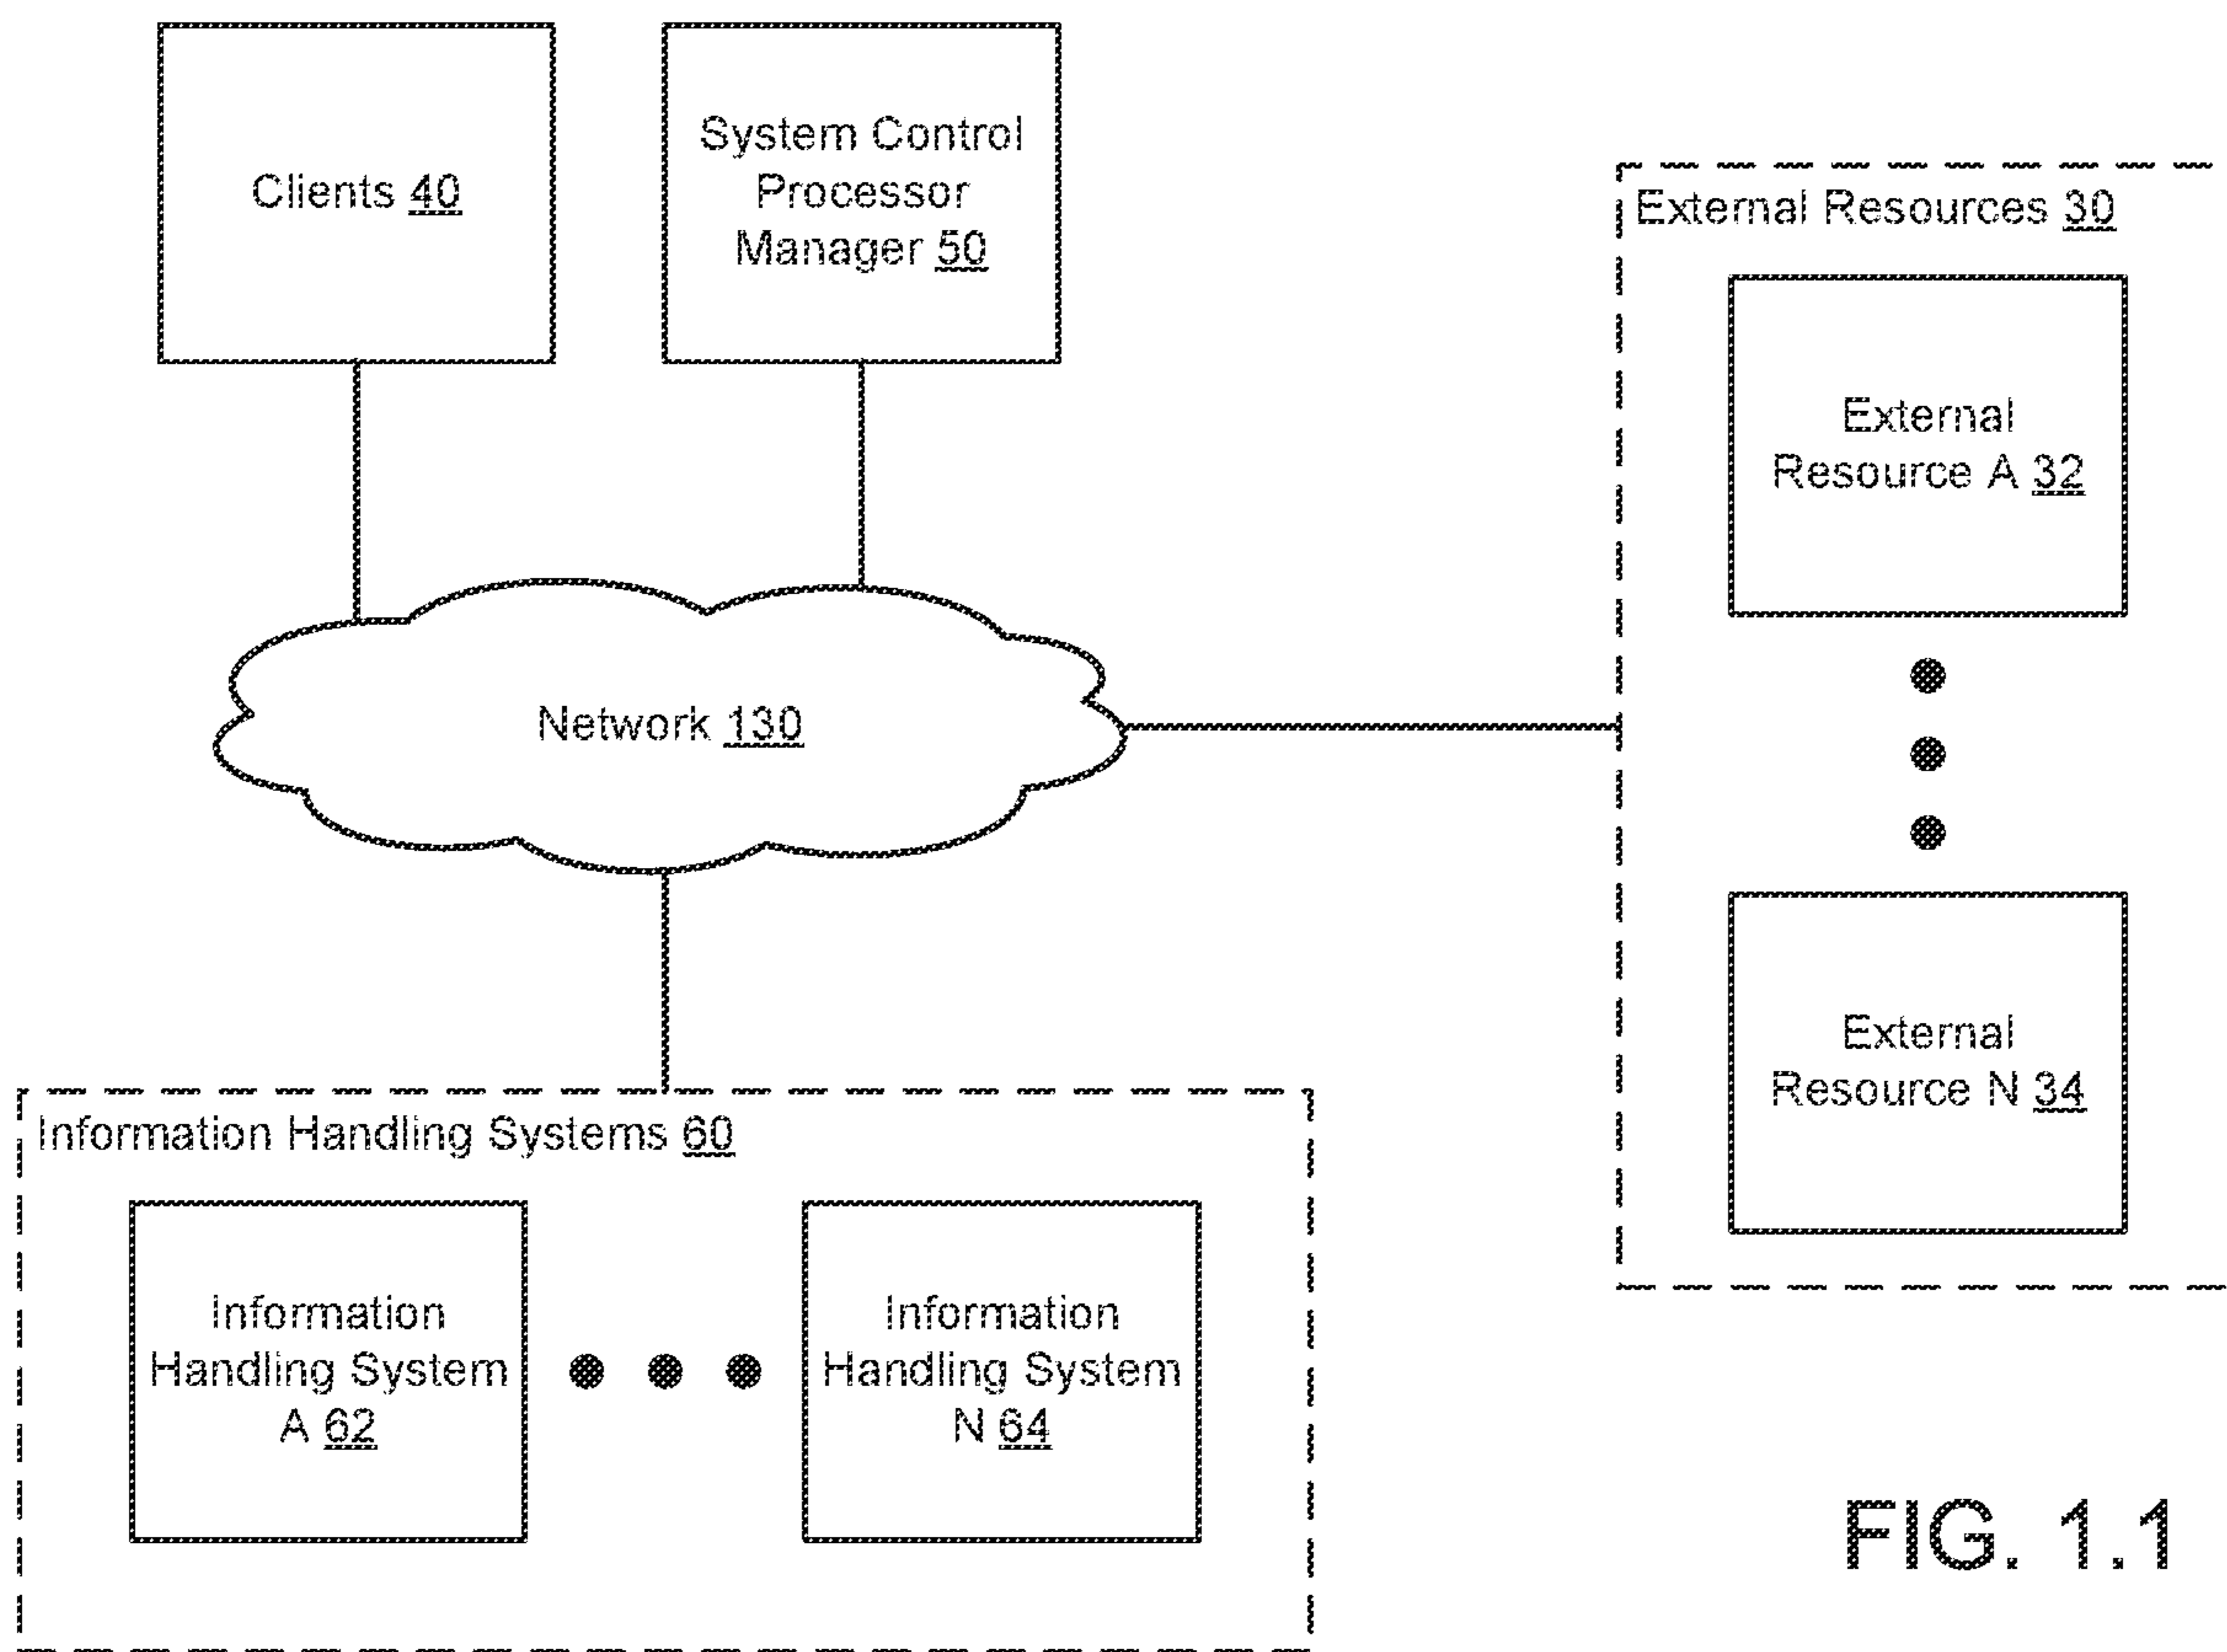 Clients 40
System Control
Processor
Manager 50
External Resources 30
External
Resource A 32
Network 130
External
Resource N 34
Information Handling Systems 60
Information
Handling System
A 62
Information
Handling System
N 64
FIG. 1.1